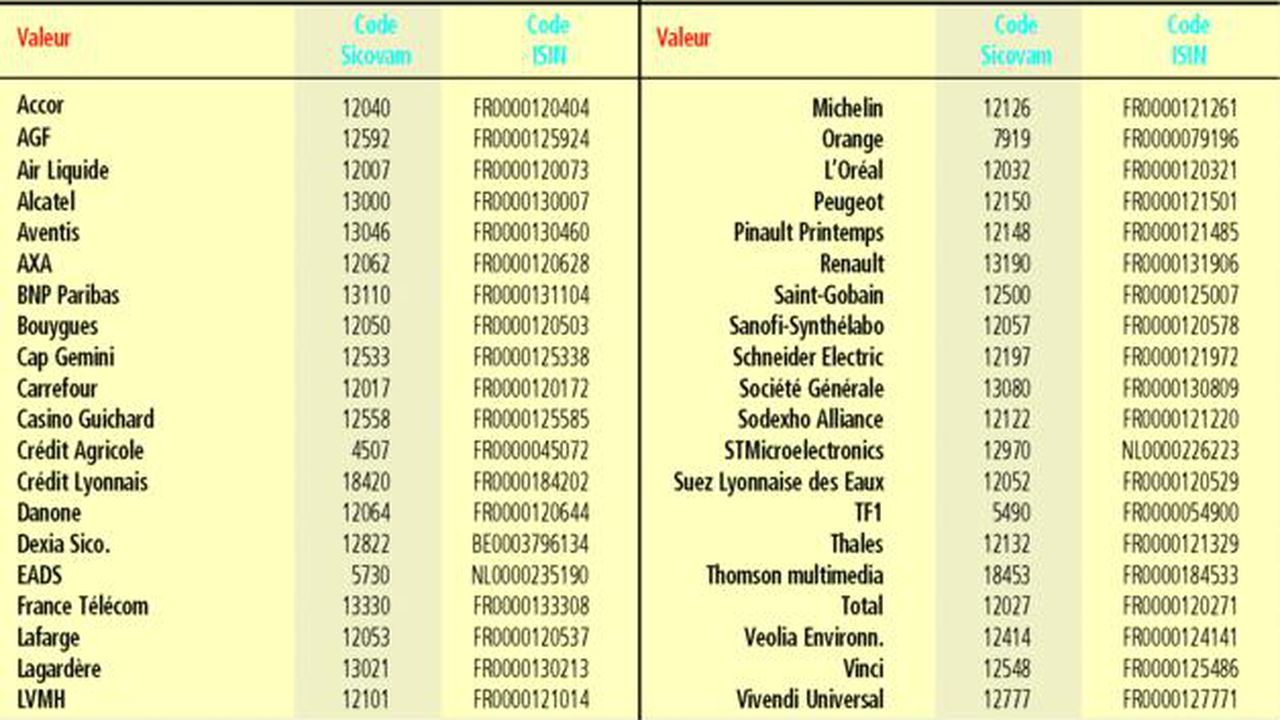 Valeur Code Sicovam Code ISIN Valeur Code Sicovam Code ISIN
Accor 12040 FR0000120404 Michelin 12126 FR0000121261
AGF 12592 FR0000125924 Orange 7919 FR0000079196
Air Liquide 12007 FR0000120073 L'Oréal 12032 FR0000120321
Alcatel 13000 FR0000130007 Peugeot 12150 FR0000121501
Aventis 13046 FR0000130460 Pinault Printemps 12148 FR0000121485
AXA 12062 FR0000120628 Renault 13190 FR0000131906
BNP Paribas 13110 FR0000131104 Saint-Gobain 12500 FR0000125007
Bouygues 12050 FR0000120503 Sanofi-Synthélabo 12057 FR0000120578
Cap Gemini 12533 FR0000125338 Schneider Electric 12197 FR0000121972
Carrefour 12017 FR0000120172 Société Générale 13080 FR0000130809
Casino Guichard 12558 FR0000125585 Sodexho Alliance 12122 FR0000121220
Crédit Agricole 4507 FR0000045072 STMicroelectronics 12970 NL0000226223
Crédit Lyonnais 18420 FR0000184202 Suez Lyonnaise des Eaux 12052 FR0000120529
Danone 12064 FR0000120644 TF1 5490 FR0000054900
Dexia Sico. 12822 BE0003796134 Thales 12132 FR0000121329
EADS 5730 NL0000235190 Thomson multimedia 18453 FR0000184533
France Télécom 13330 FR0000133308 Total 12027 FR0000120271
Lafarge 12053 FR0000120537 Veolia Environn. 12414 FR0000124141
Lagardère 13021 FR0000130213 Vinci 12548 FR0000125486
LVMH 12101 FR0000121014 Vivendi Universal 12777 FR0000127771